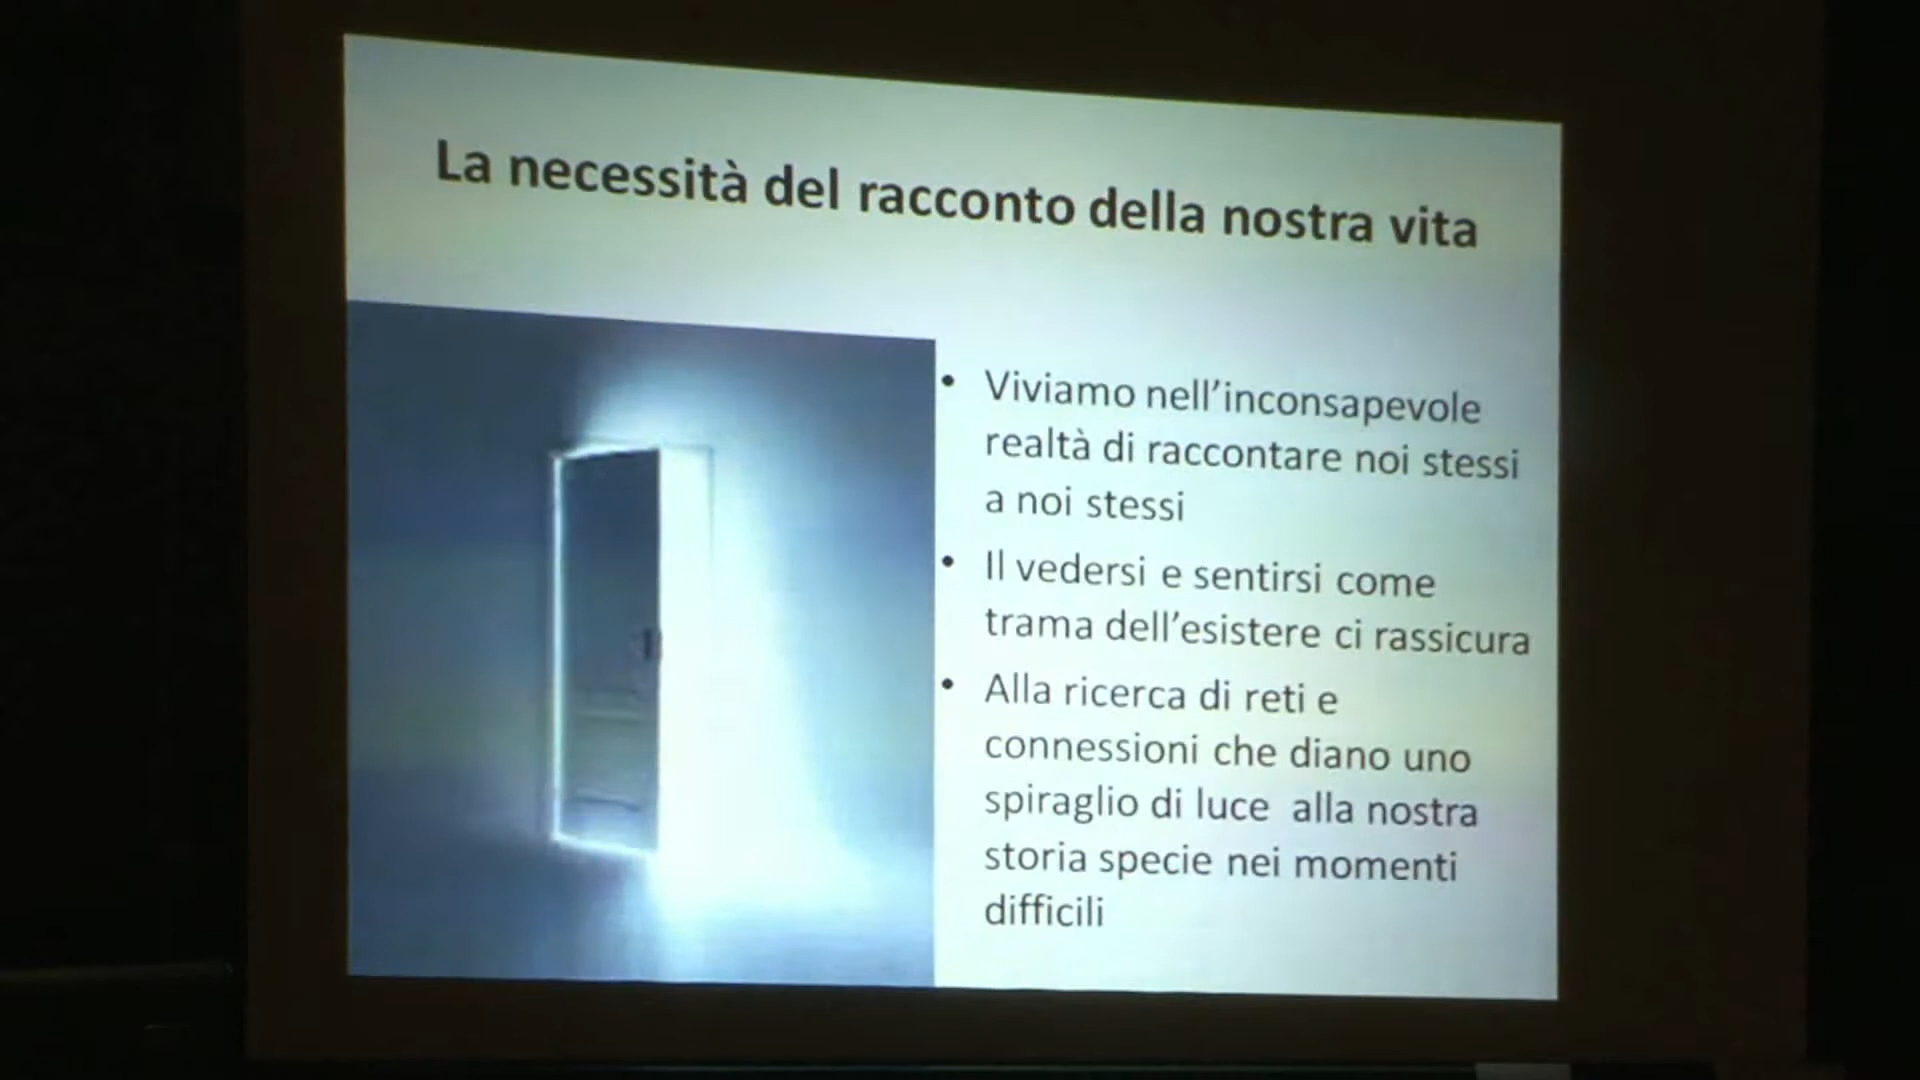 La necessità del racconto della nostra vita
• Viviamo nell’inconsapevole
realtà di raccontare noi stessi
a noi stessi
• Il vedersi e sentirsi come
trama dell’esistere ci rassicura
• Alla ricerca di reti e
connessioni che diano uno
spiraglio di luce alla nostra
storia specie nei momenti
difficili